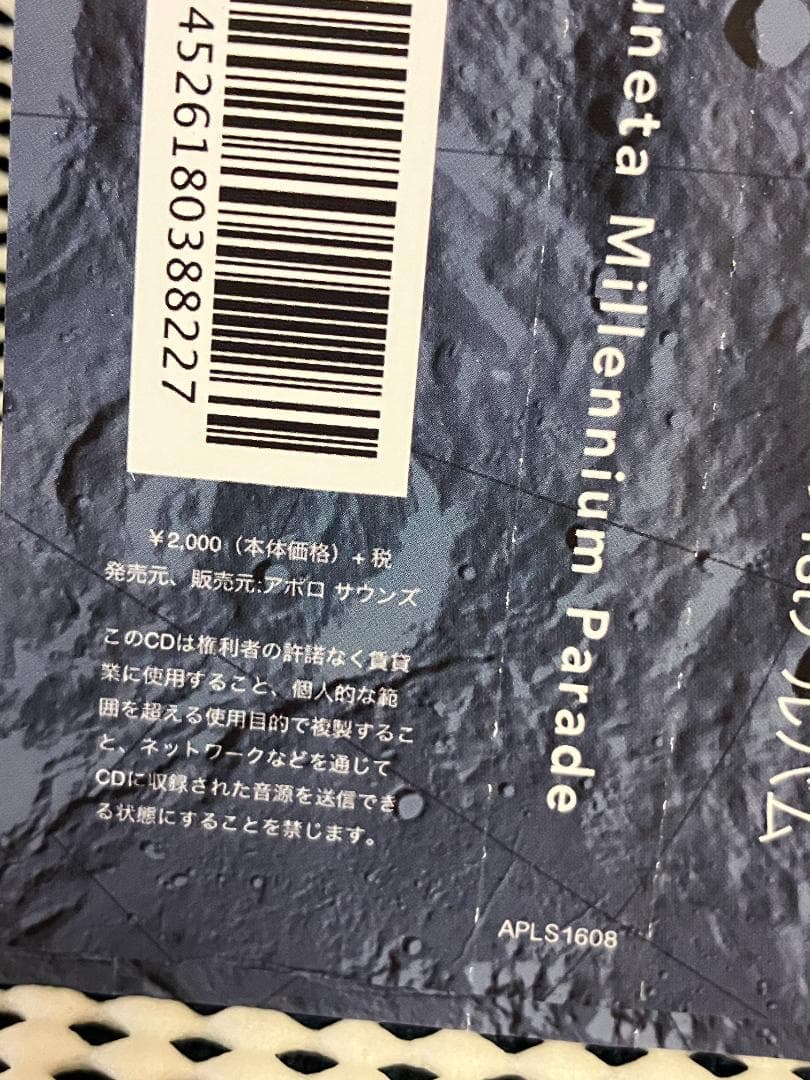 4526180388227
¥2,000（本体価格）+ 税
発売元、販売元:アポロ サウンズ
このCDは権利者の許諾なく賃貸
業に使用すること、個人的な範
囲を超える使用目的で複製するこ
と、ネットワークなどを通じて
CDに収録された音源を送信でき
る状態にすることを禁じます。
uneta Millennium Parade
APLS1608